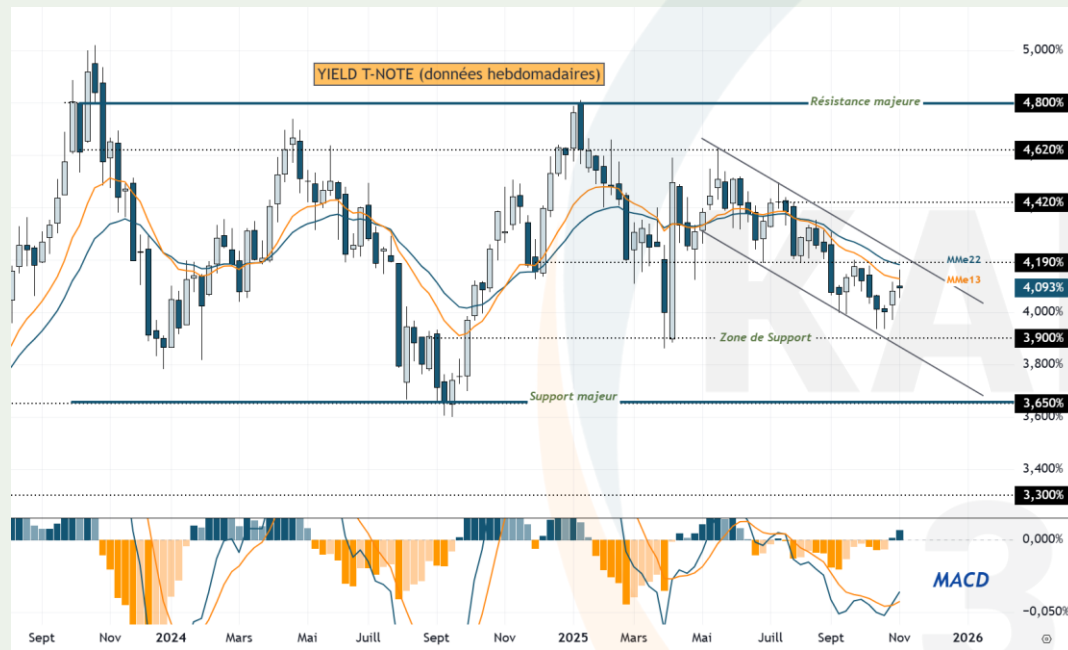 YIELD T-NOTE (données hebdomadaires)
5,000%
Résistance majeure
4,800%
4,620%
4,420%
MMe22
4,190%
MMe13
4,093%
4,000%
Zone de Support
3,900%
3,800%
Support majeur
3,650%
3,600%
3,400%
3,300%
0,000%
MACD
-0,050%
Sept
Nov
2024
Mars
Mai
Juill
Sept
Nov
2025
Mars
Mai
Juill
Sept
Nov
2026
KA
3